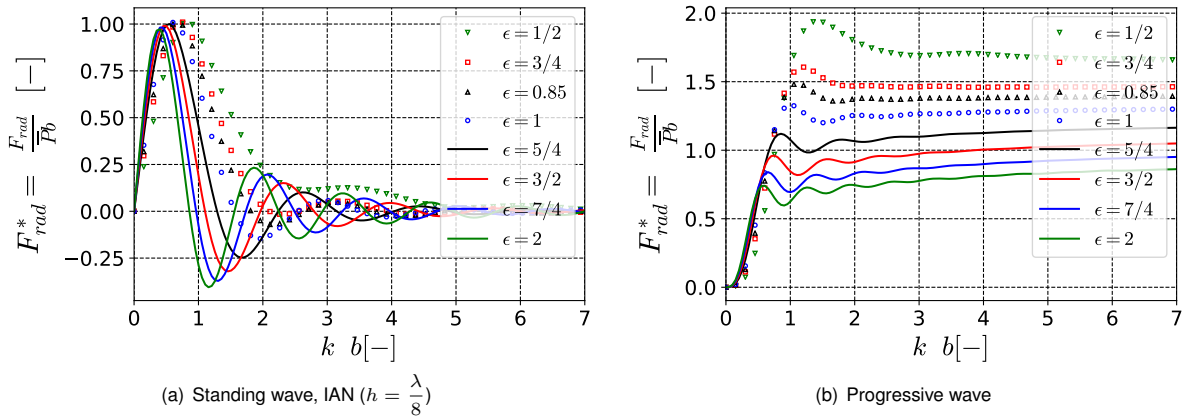 1.00
0.75
0.50
0.25
0.00
−0.25
F*rad = Frad / P̿b [−]
0 1 2 3 4 5 6 7
k b[−]
ϵ = 1/2
ϵ = 3/4
ϵ = 0.85
ϵ = 1
ϵ = 5/4
ϵ = 3/2
ϵ = 7/4
ϵ = 2
(a) Standing wave, IAN (h = λ/8)
2.0
1.5
1.0
0.5
0.0
F*rad = Frad / P̿b [−]
0 1 2 3 4 5 6 7
k b[−]
ϵ = 1/2
ϵ = 3/4
ϵ = 0.85
ϵ = 1
ϵ = 5/4
ϵ = 3/2
ϵ = 7/4
ϵ = 2
(b) Progressive wave